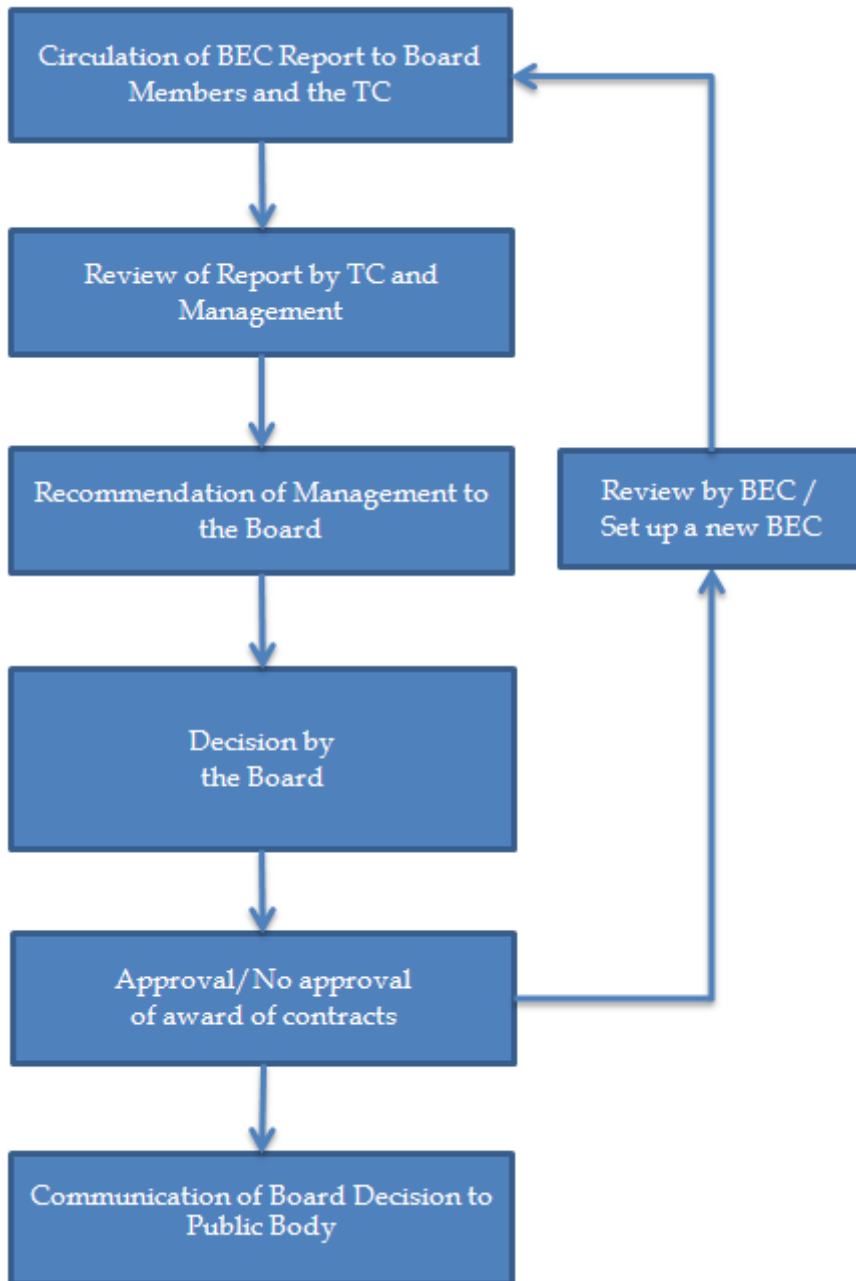 Circulation of BEC Report to Board
Members and the TC
Review of Report by TC and
Management
Recommendation of Management to
the Board
Review by BEC /
Set up a new BEC
Decision by
the Board
Approval/No approval
of award of contracts
Communication of Board Decision to
Public Body